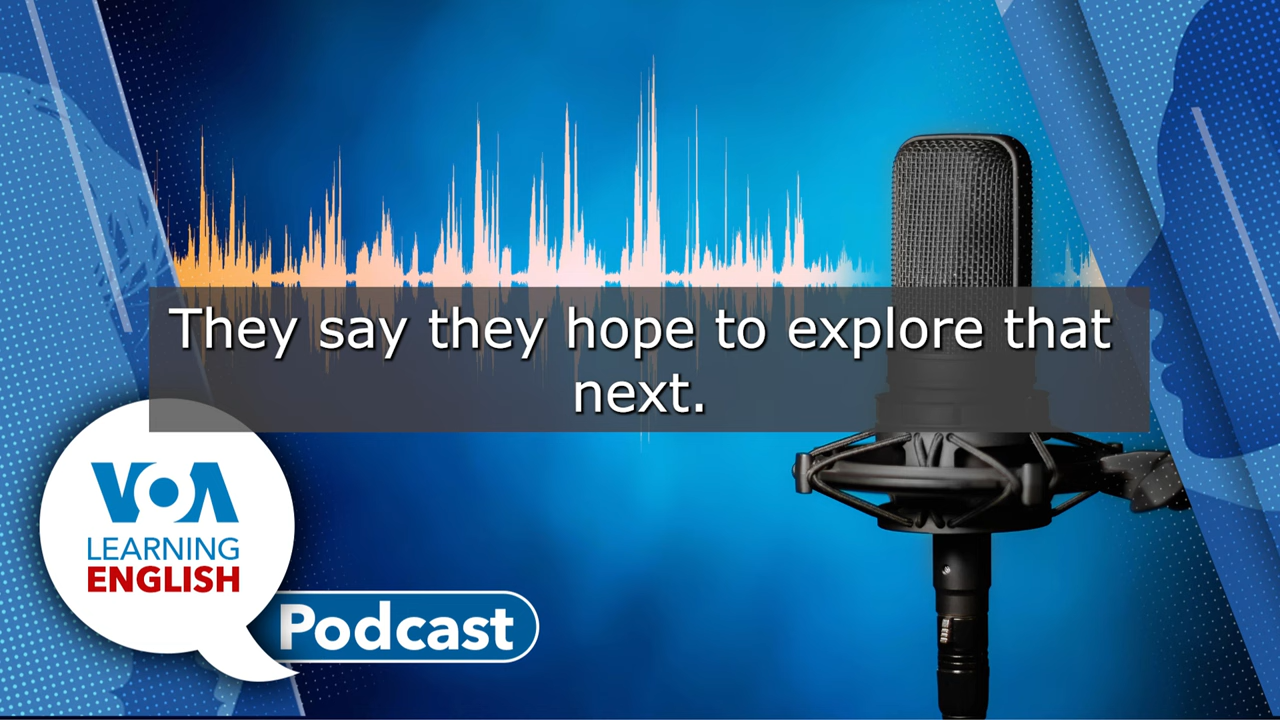 They say they hope to explore that
next.
VOA
LEARNING
ENGLISH
Podcast